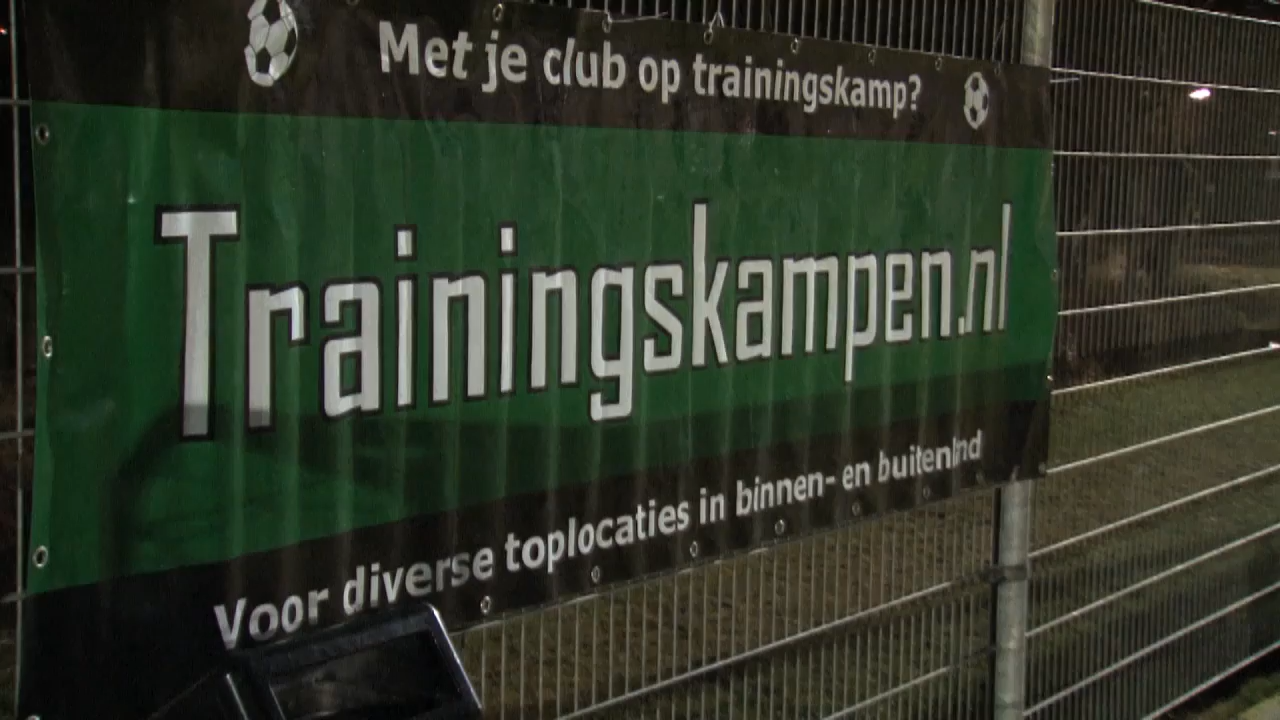 Met je club op trainingskamp?
Trainingskampen.nl
Voor diverse toplocaties in binnen- en buitenland